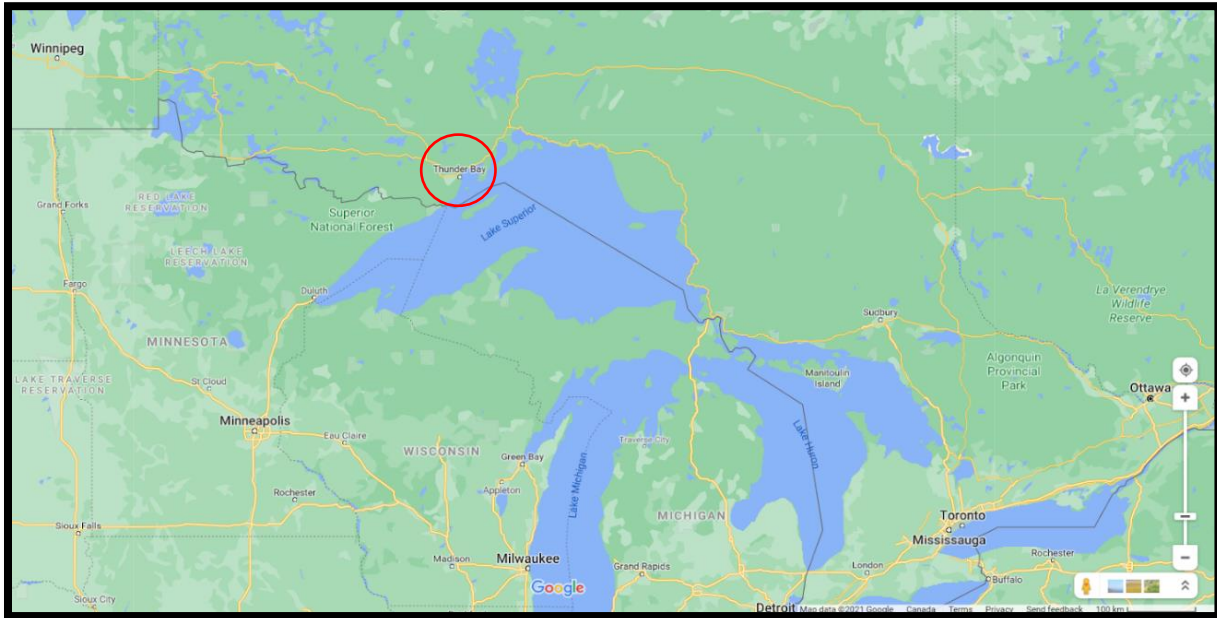 Winnipeg
Thunder Bay
Grand Forks
RED LAKE
RESERVATION
Superior
National Forest
Lake Superior
LEECH LAKE
RESERVATION
Fargo
Duluth
La Verendrye
Wildlife
Reserve
Sudbury
MINNESOTA
Algonquin
Provincial
Park
LAKE TRAVERSE
RESERVATION
St Cloud
Manitoulin
Island
Ottawa
Minneapolis
Eau Claire
WISCONSIN
Green Bay
Traverse City
Lake Huron
Lake Michigan
Appleton
Rochester
MICHIGAN
Toronto
Mississauga
Sioux Falls
Madison
Milwaukee
Grand Rapids
London
Rochester
Buffalo
Google
Sioux City
Detroit
Map data ©2021 Google Canada Terms Privacy Send feedback 100 km